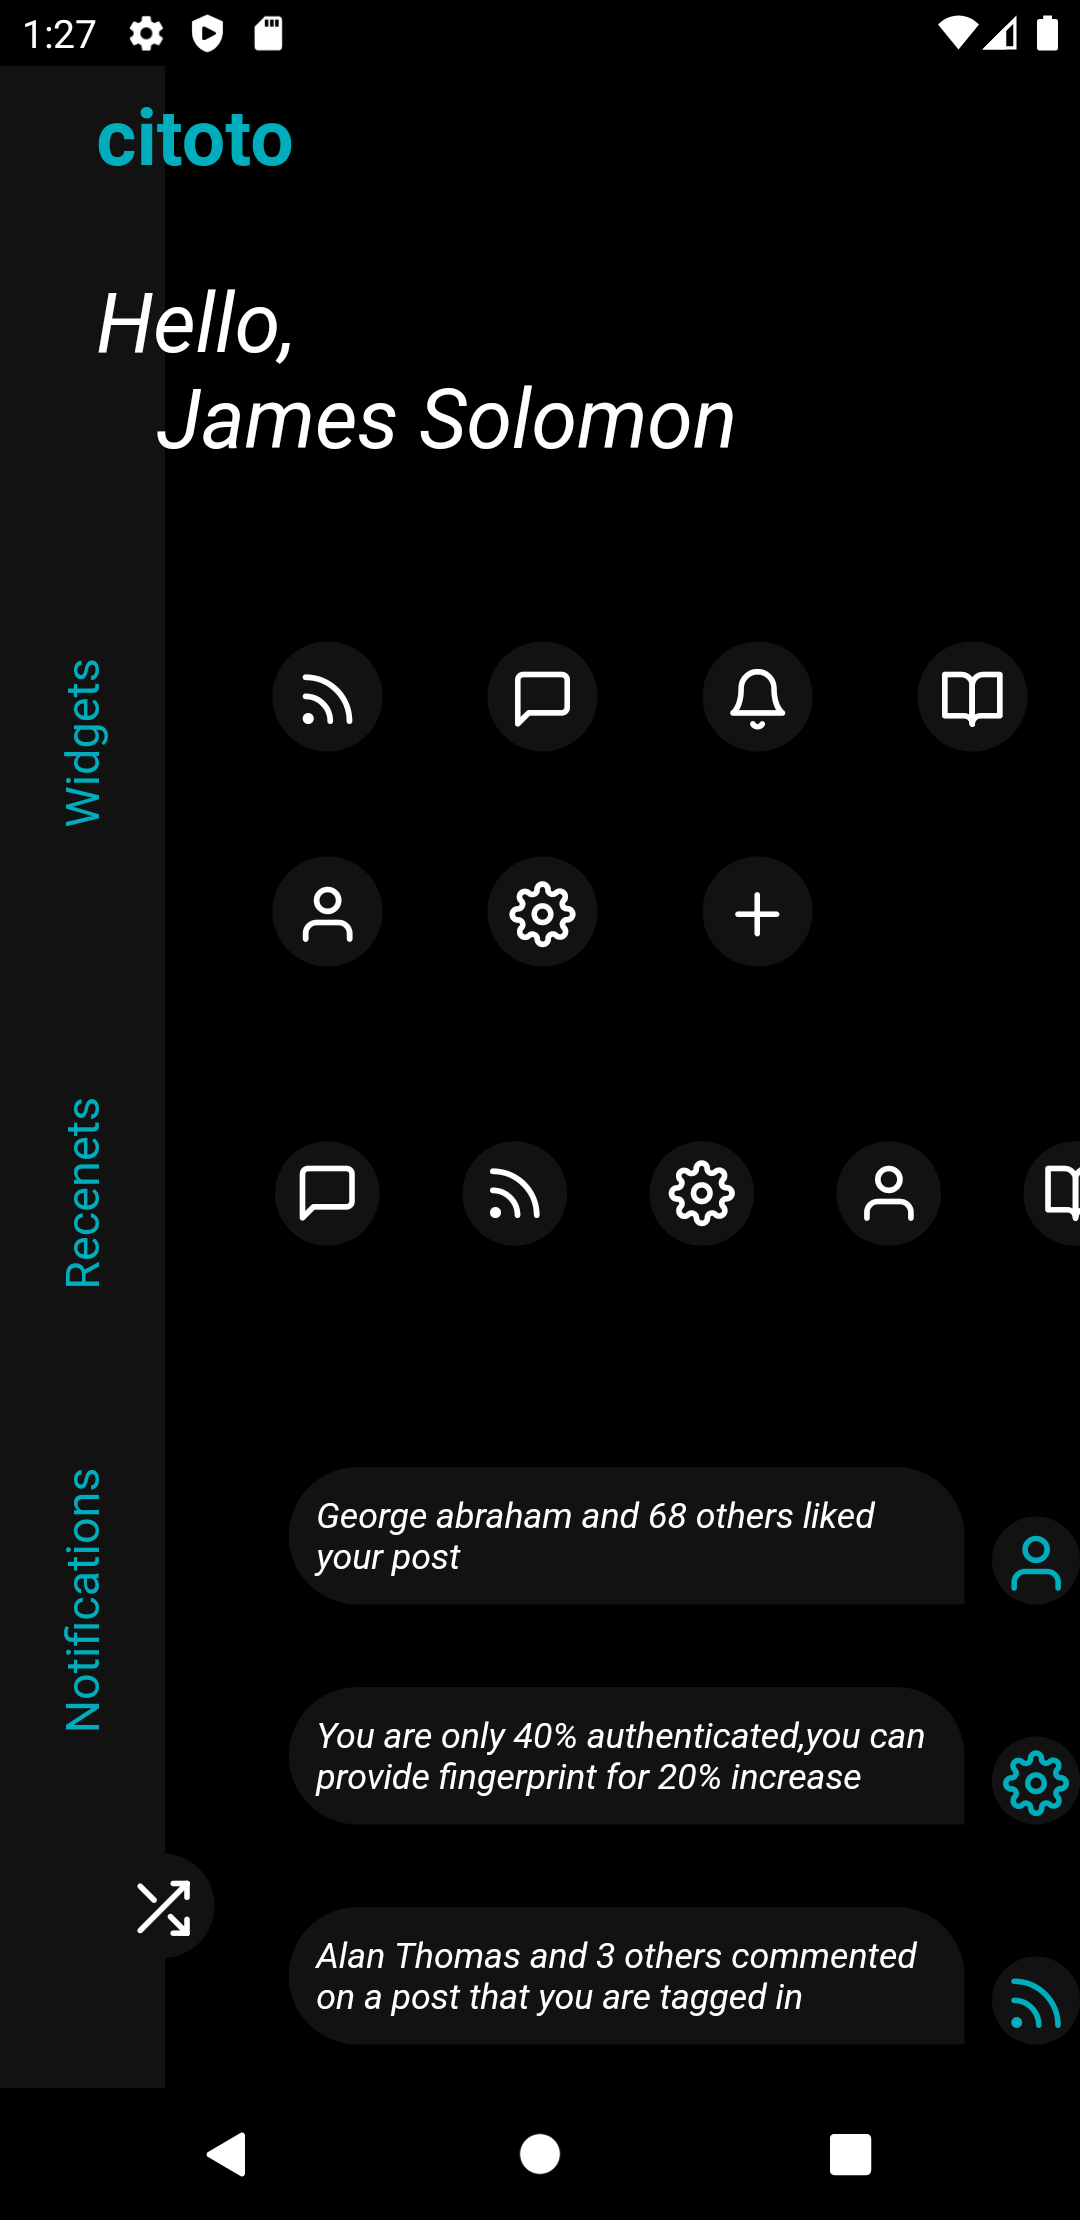 1:27
citoto
Hello,
James Solomon
Widgets
Recenets
Notifications
George abraham and 68 others liked
your post
You are only 40% authenticated,you can
provide fingerprint for 20% increase
Alan Thomas and 3 others commented
on a post that you are tagged in